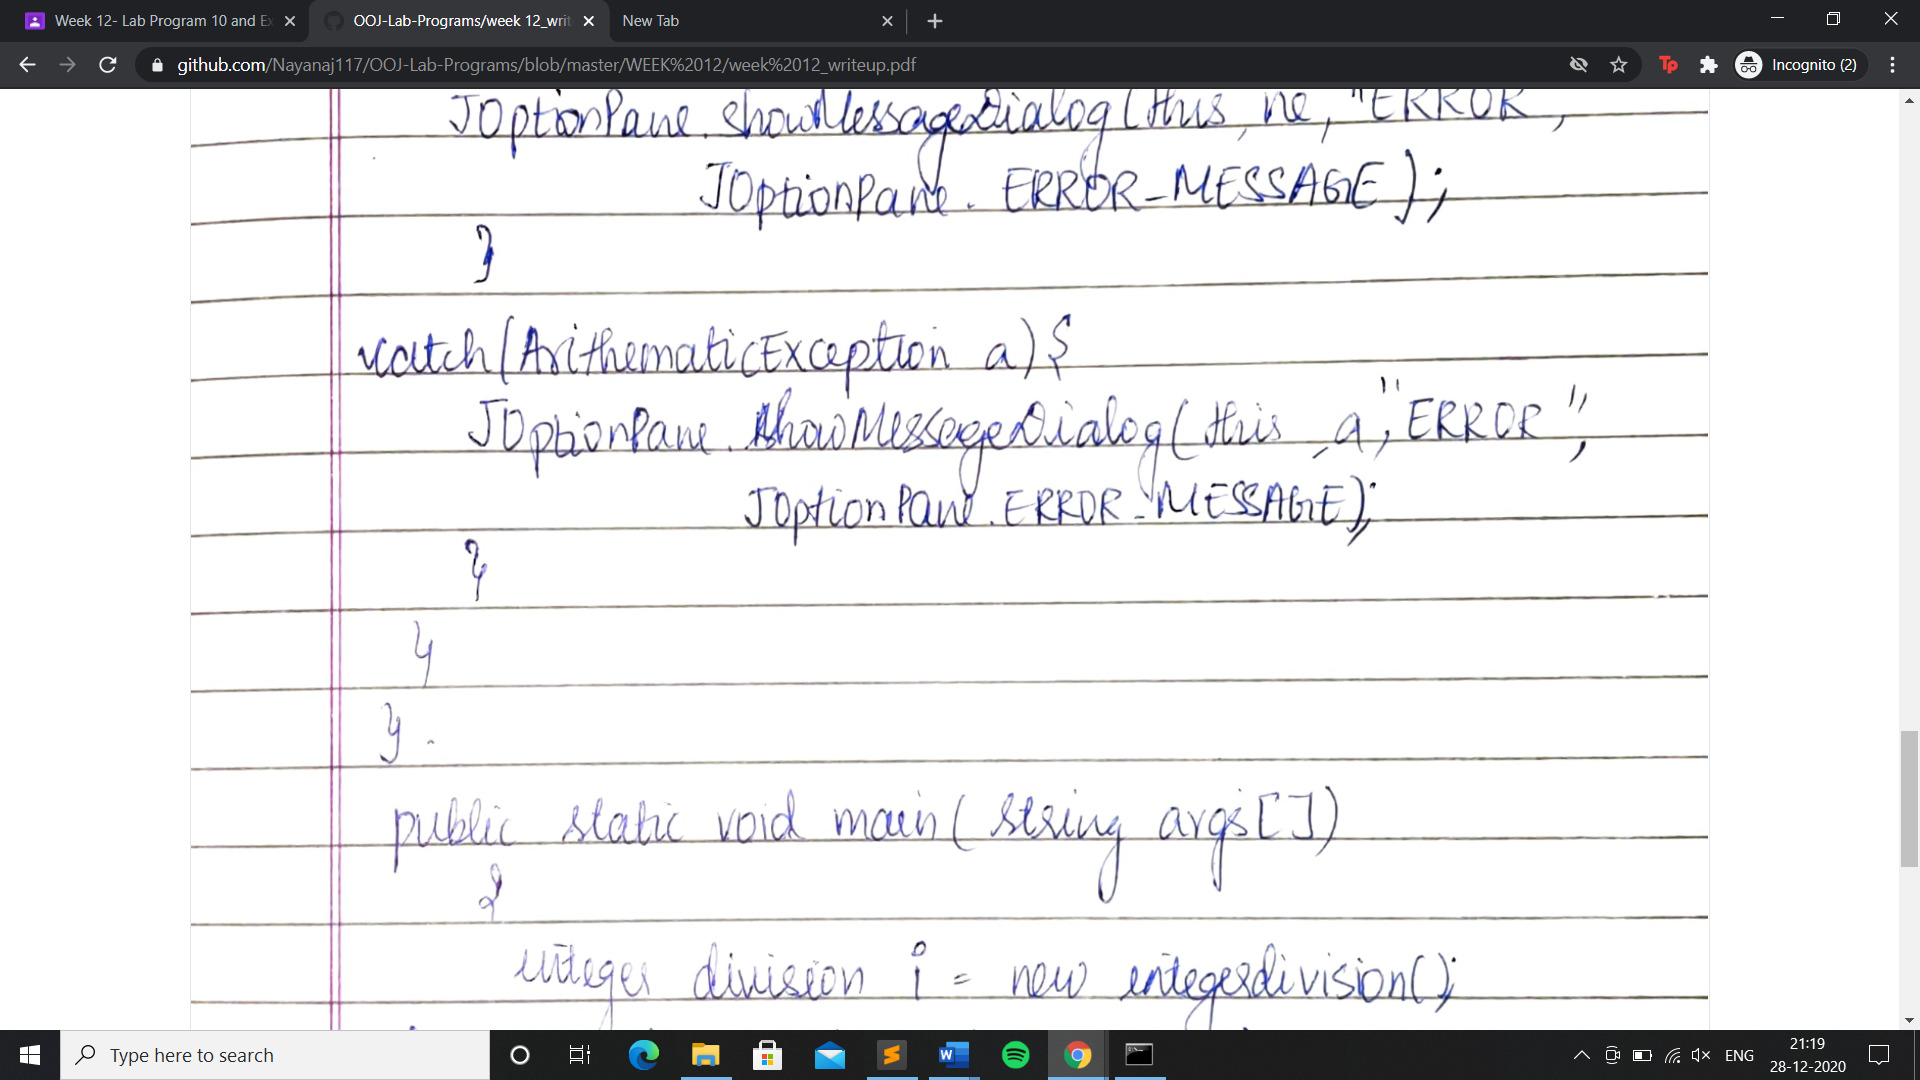 Week 12- Lab Program 10 and Ex
OOJ-Lab-Programs/week 12_writ
New Tab
github.com/Nayanaj117/OOJ-Lab-Programs/blob/master/WEEK%2012/week%2012_writeup.pdf
Tp
Incognito (2)
JOptionPane.showMessageDialog(this, ne, "ERROR",
JOptionPane. ERROR_MESSAGE);
}
catch(ArithematicException a){
JOptionPane.showMessageDialog(this, a, "ERROR",
JOptionPane.ERROR_MESSAGE);
}
}
}
public static void main( string args[])
{
integer division i = new integerdivision();
Type here to search
ENG
21:19
28-12-2020